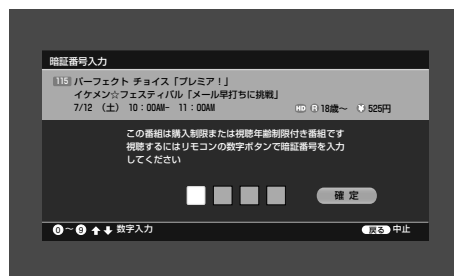 暗証番号入力
115 パーフェクト チョイス「プレミア！」
イケメン☆フェスティバル「メール早打ちに挑戦」
7/12 （土） 10：00AM- 11：00AM HD R 18歳～ ¥ 525円
この番組は購入制限または視聴年齢制限付き番組です
視聴するにはリモコンの数字ボタンで暗証番号を入力
してください
確 定
0～9 ↑↓ 数字入力 戻る 中止